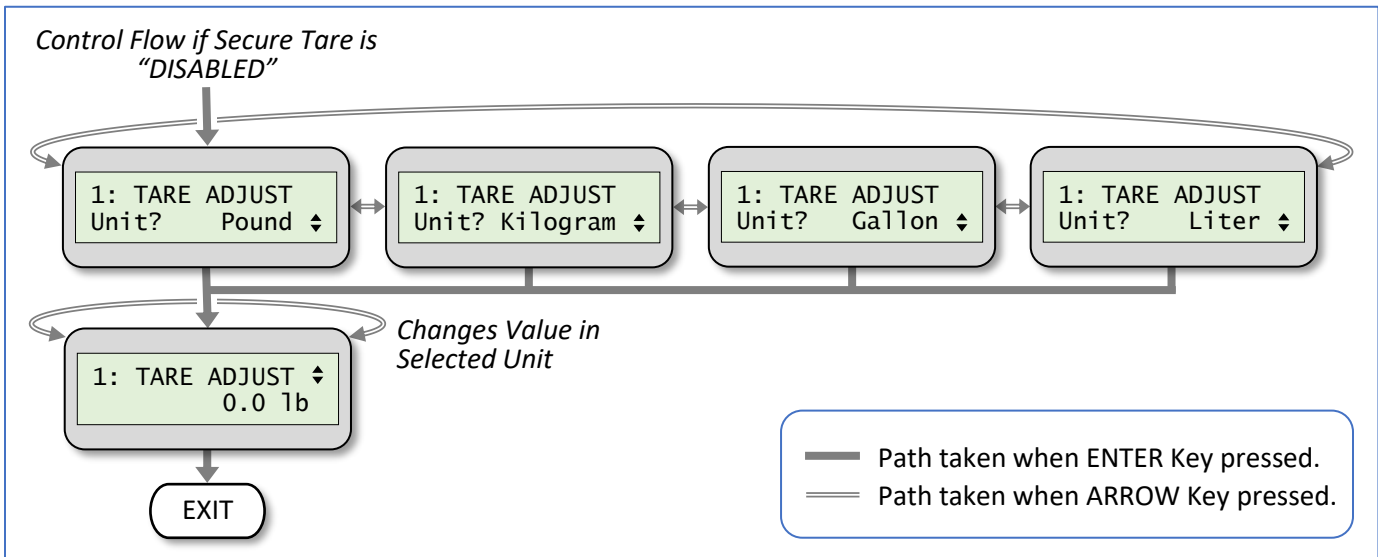 Control Flow if Secure Tare is
“DISABLED”
1: TARE ADJUST
Unit? Pound
1: TARE ADJUST
Unit? Kilogram
1: TARE ADJUST
Unit? Gallon
1: TARE ADJUST
Unit? Liter
Changes Value in
Selected Unit
1: TARE ADJUST
0.0 lb
Path taken when ENTER Key pressed.
Path taken when ARROW Key pressed.
EXIT